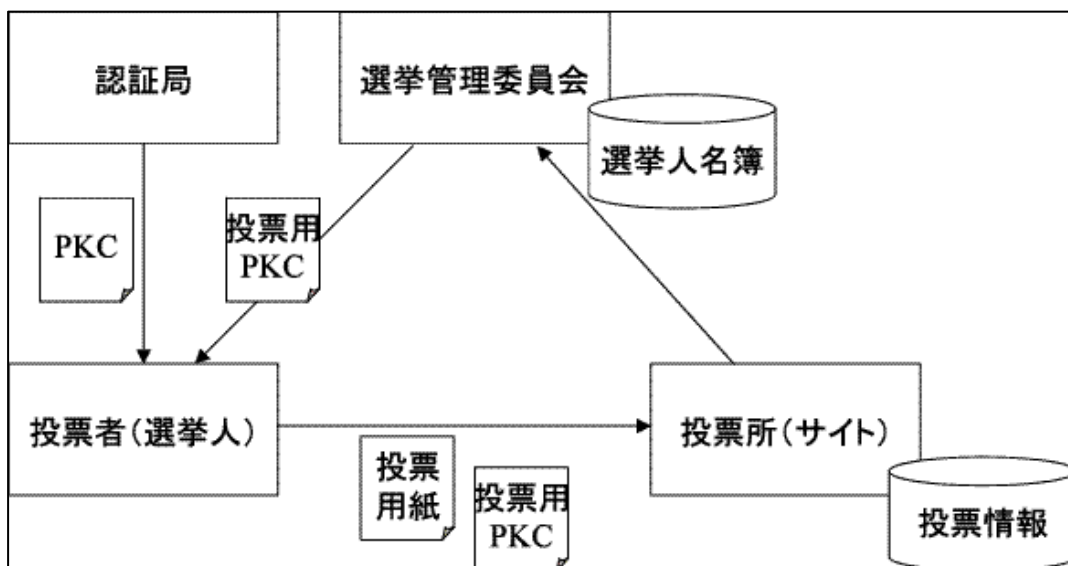 認証局
選挙管理委員会
選挙人名簿
PKC
投票用
PKC
投票者(選挙人)
投票所(サイト)
投票
用紙
投票用
PKC
投票情報